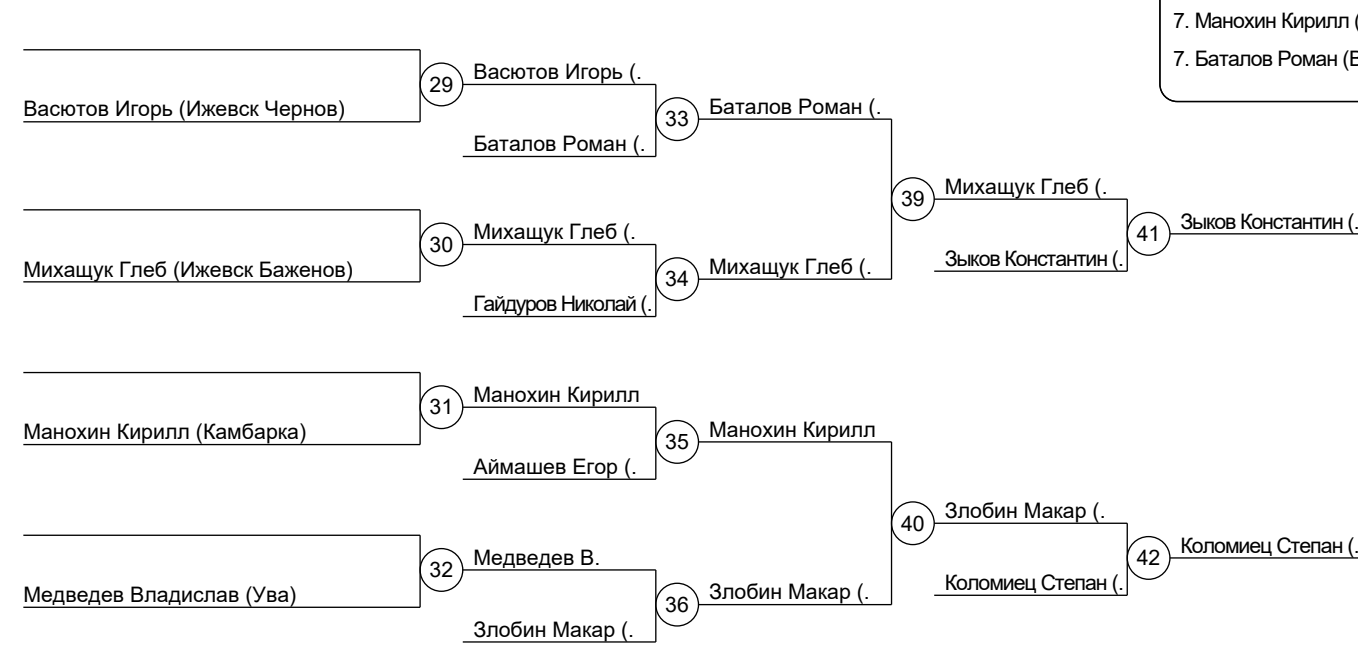 7. Манохин Кирилл (
7. Баталов Роман (
29
Васютов Игорь (.
Васютов Игорь (Ижевск Чернов)
33
Баталов Роман (.
Баталов Роман (.
39
Михащук Глеб (.
41
Зыков Константин (.
30
Михащук Глеб (.
Зыков Константин (.
Михащук Глеб (Ижевск Баженов)
34
Михащук Глеб (.
Гайдуров Николай (.
31
Манохин Кирилл
Манохин Кирилл (Камбарка)
35
Манохин Кирилл
Аймашев Егор (.
40
Злобин Макар (.
42
Коломиец Степан (.
32
Медведев В.
Коломиец Степан (.
Медведев Владислав (Ува)
36
Злобин Макар (.
Злобин Макар (.